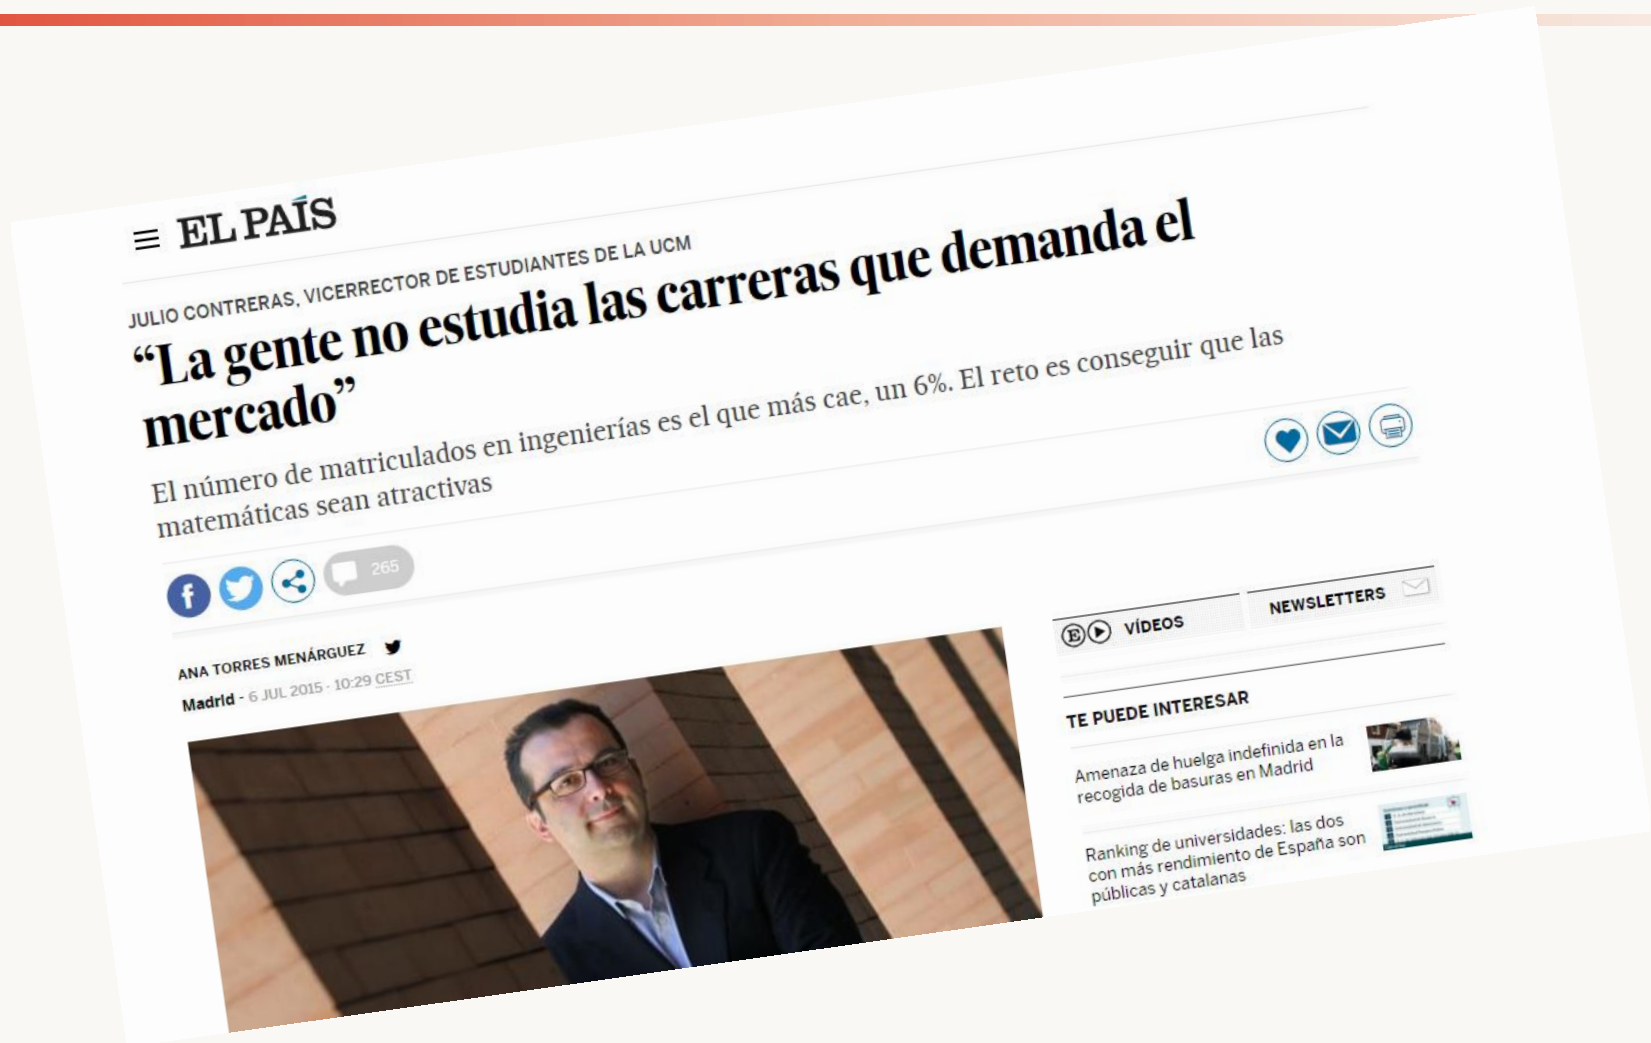 EL PAÍS
JULIO CONTRERAS, VICERRECTOR DE ESTUDIANTES DE LA UCM
“La gente no estudia las carreras que demanda el
mercado”
El número de matriculados en ingenierías es el que más cae, un 6%. El reto es conseguir que las
matemáticas sean atractivas
265
ANA TORRES MENÁRGUEZ
Madrid - 6 JUL 2015 - 10:29 CEST
VÍDEOS
NEWSLETTERS
TE PUEDE INTERESAR
Amenaza de huelga indefinida en la
recogida de basuras en Madrid
Ranking de universidades: las dos
con más rendimiento de España son
públicas y catalanas